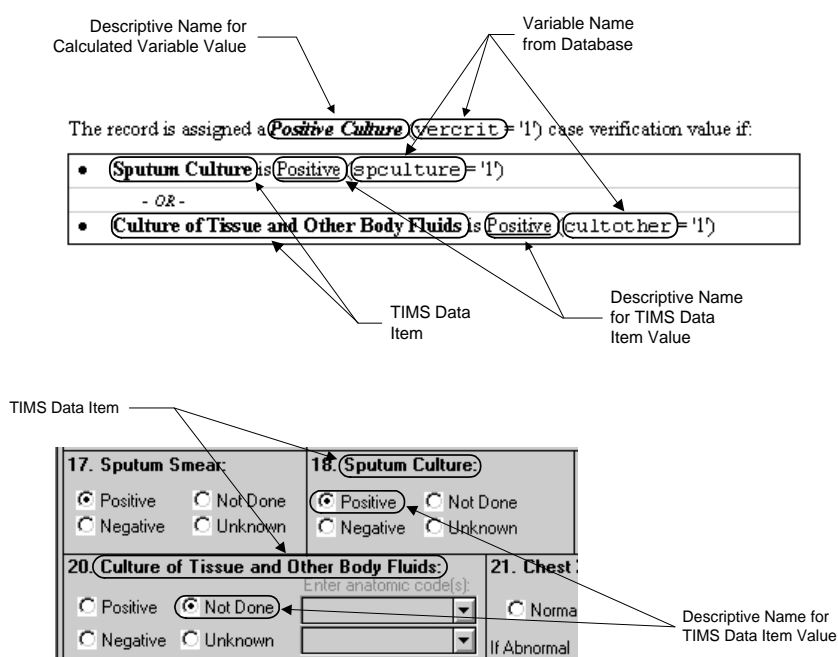 Descriptive Name for
Calculated Variable Value
Variable Name
from Database
The record is assigned a Positive Culture (vercrit = '1') case verification value if:
• Sputum Culture is Positive (spculture = '1')
- OR -
• Culture of Tissue and Other Body Fluids is Positive (cultother = '1')
TIMS Data
Item
Descriptive Name
for TIMS Data
Item Value
TIMS Data Item
17. Sputum Smear: 18. Sputum Culture:
Positive Not Done Positive Not Done
Negative Unknown Negative Unknown
20. Culture of Tissue and Other Body Fluids: 21. Chest
Enter anatomic code(s):
Positive Not Done Norma
Negative Unknown If Abnormal
Descriptive Name for
TIMS Data Item Value